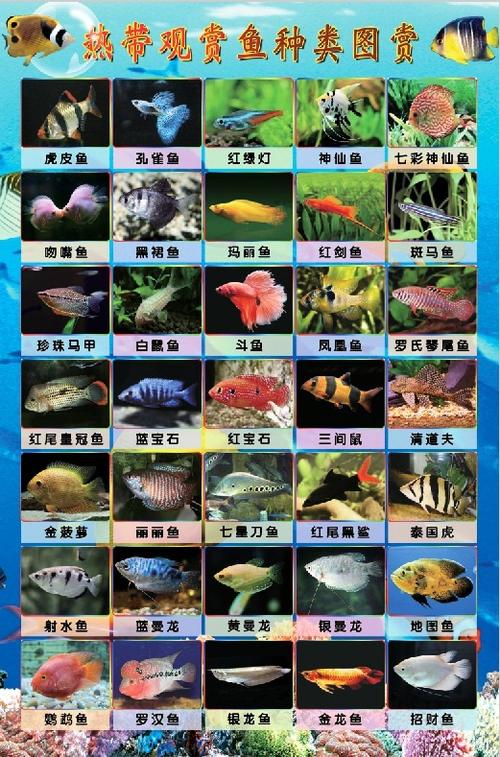 热带观赏鱼种类图赏
虎皮鱼 孔雀鱼 红绿灯 神仙鱼 七彩神仙鱼
吻嘴鱼 黑裙鱼 玛丽鱼 红剑鱼 斑马鱼
珍珠马甲 白鼠鱼 斗鱼 凤凰鱼 罗氏琴尾鱼
红尾皇冠鱼 蓝宝石 红宝石 三间鼠 清道夫
金菠萝 丽丽鱼 七星刀鱼 红尾黑鲨 泰国虎
射水鱼 蓝曼龙 黄曼龙 银曼龙 地图鱼
鹦鹉鱼 罗汉鱼 银龙鱼 金龙鱼 招财鱼